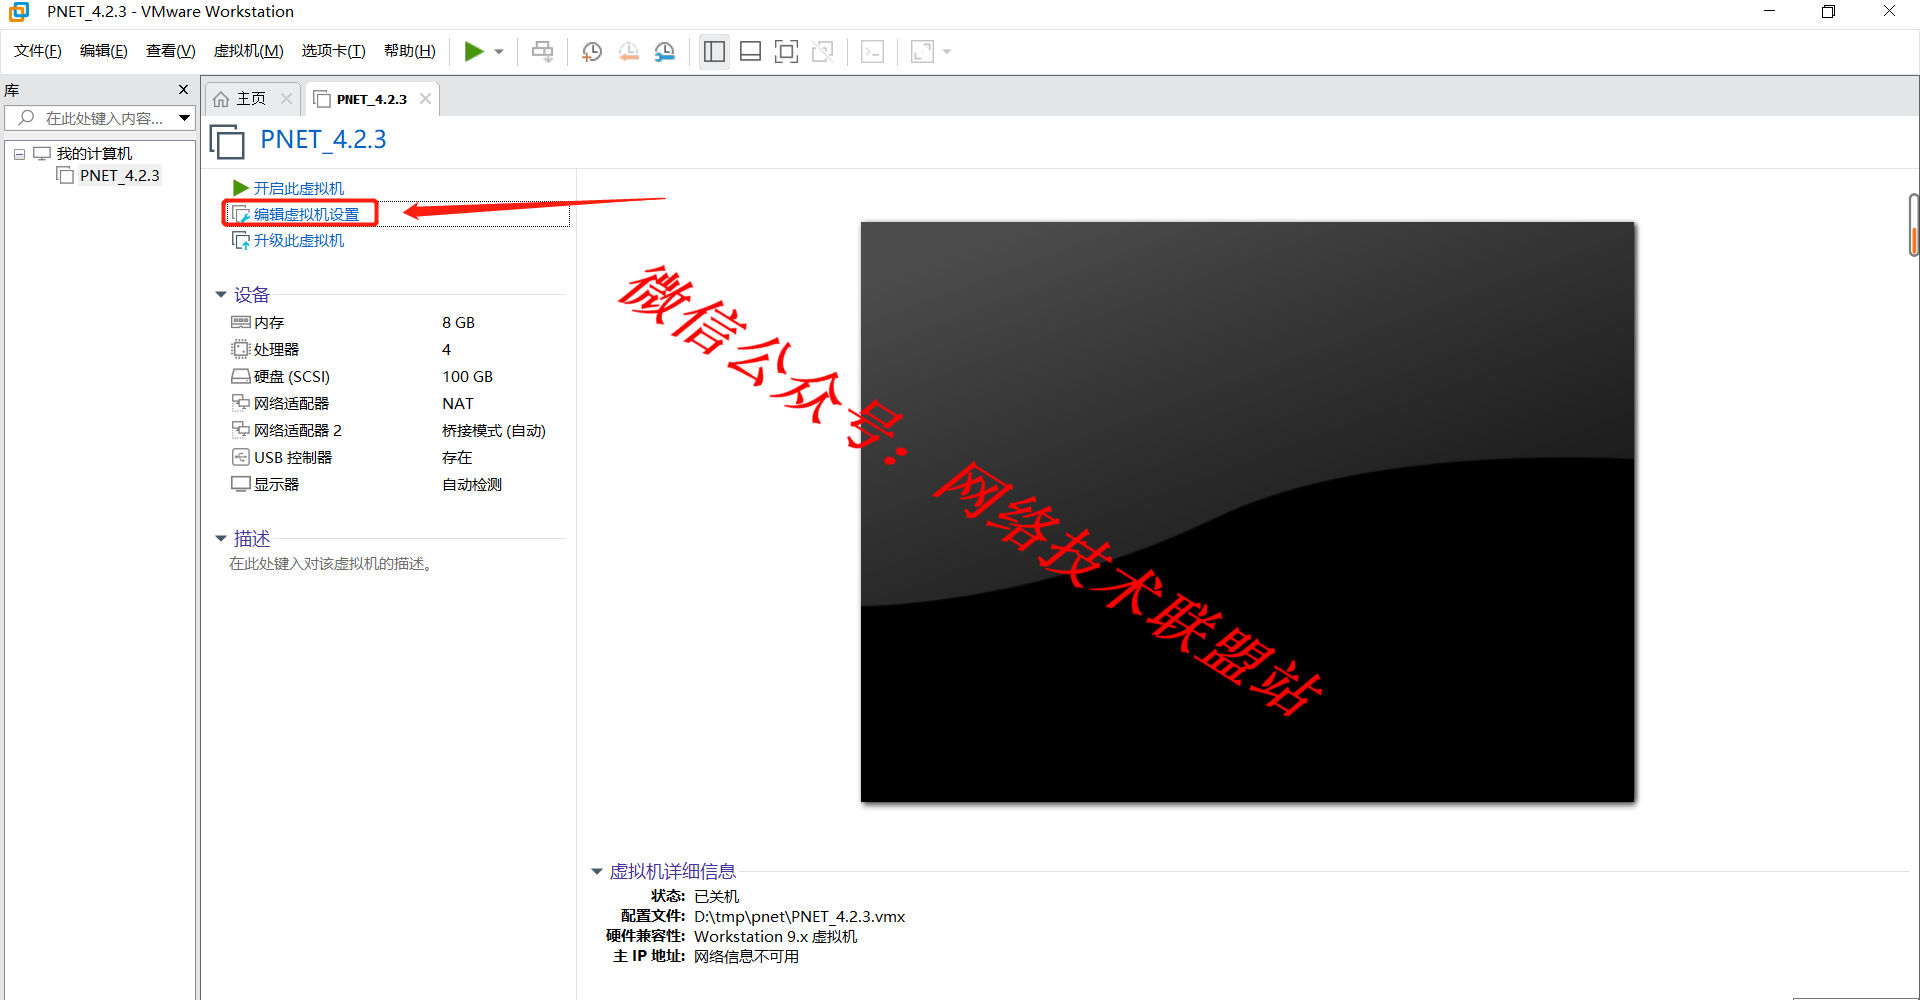 PNET_4.2.3 - VMware Workstation
文件(F) 编辑(E) 查看(V) 虚拟机(M) 选项卡(T) 帮助(H)
库
在此处键入内容...
我的计算机
PNET_4.2.3
主页 PNET_4.2.3
PNET_4.2.3
开启此虚拟机
编辑虚拟机设置
升级此虚拟机
设备
内存 8 GB
处理器 4
硬盘 (SCSI) 100 GB
网络适配器 NAT
网络适配器 2 桥接模式 (自动)
USB 控制器 存在
显示器 自动检测
描述
在此处键入对该虚拟机的描述。
微信公众号：网络技术联盟站
虚拟机详细信息
状态: 已关机
配置文件: D:\tmp\pnet\PNET_4.2.3.vmx
硬件兼容性: Workstation 9.x 虚拟机
主 IP 地址: 网络信息不可用